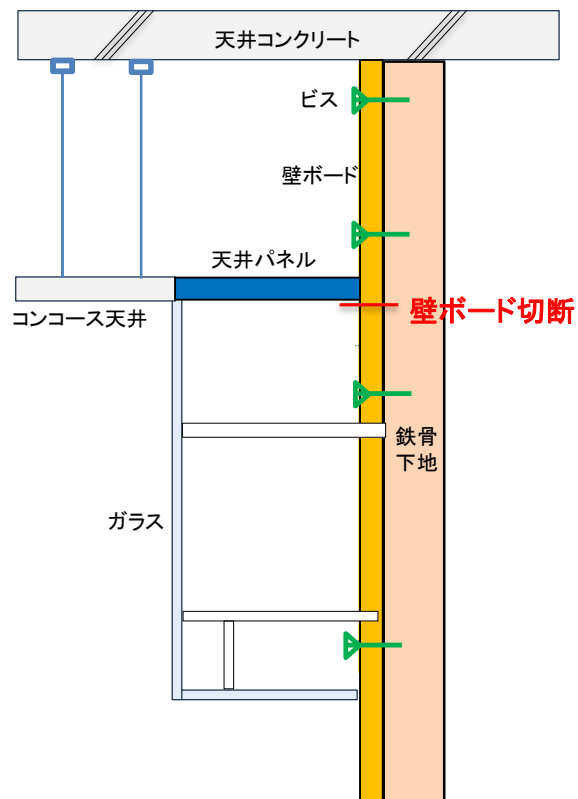 天井コンクリート
ビス
壁ボード
天井パネル
コンコース天井
壁ボード切断
鉄骨
下地
ガラス